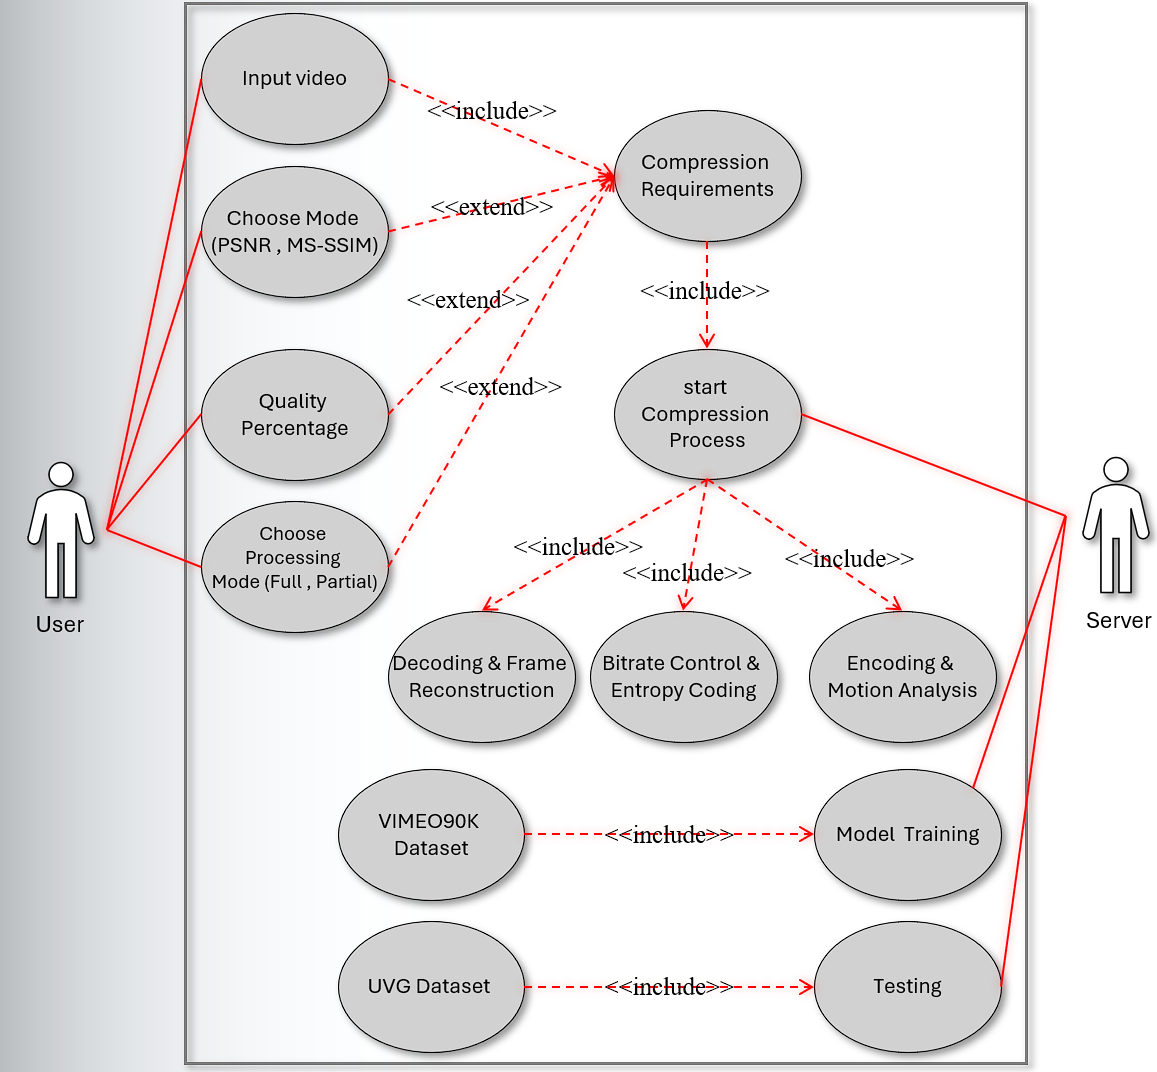 Input video
<<include>>
Compression
Requirements
Choose Mode
(PSNR , MS-SSIM)
<<extend>>
<<extend>>
<<include>>
<<extend>>
Quality
Percentage
start
Compression
Process
Choose
Processing
Mode (Full , Partial)
User
Server
<<include>>
<<include>>
<<include>>
Decoding & Frame
Reconstruction
Bitrate Control &
Entropy Coding
Encoding &
Motion Analysis
VIMEO90K
Dataset
<<include>>
Model  Training
UVG Dataset
<<include>>
Testing